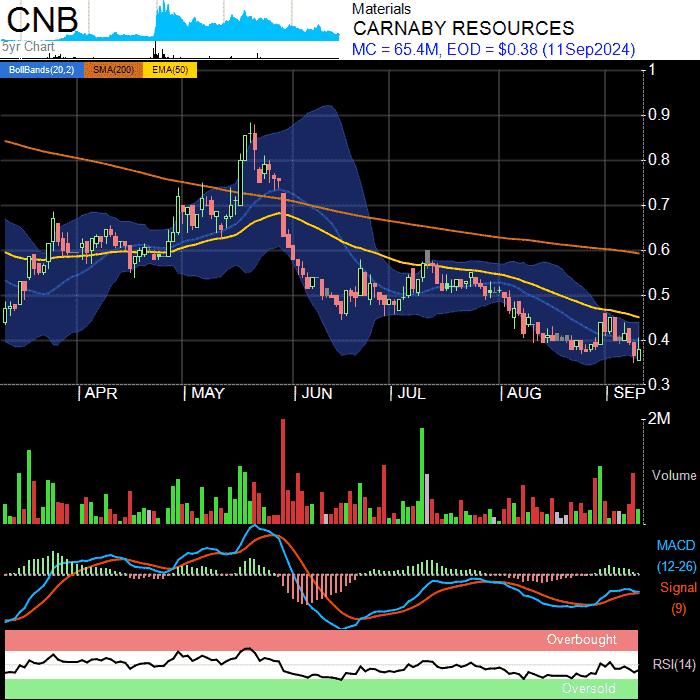 CNB
5yr Chart
Materials
CARNABY RESOURCES
MC = 65.4M, EOD = $0.38 (11Sep2024)
BollBands(20,2) SMA(200) EMA(50)
1
0.9
0.8
0.7
0.6
0.5
0.4
0.3
| APR | MAY | JUN | JUL | AUG | SEP
2M
Volume
MACD
(12-26)
Signal
(9)
Overbought
RSI(14)
Oversold